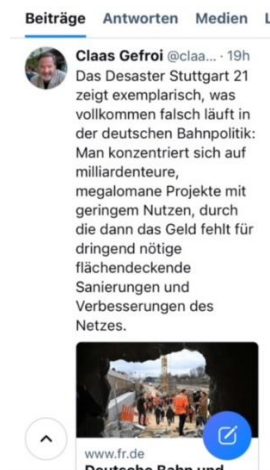 Beiträge Antworten Medien L
Claas Gefroi @claa... · 19h
Das Desaster Stuttgart 21
zeigt exemplarisch, was
vollkommen falsch läuft in
der deutschen Bahnpolitik:
Man konzentriert sich auf
milliardenteure,
megalomane Projekte mit
geringem Nutzen, durch
die dann das Geld fehlt für
dringend nötige
flächendeckende
Sanierungen und
Verbesserungen des
Netzes.
www.fr.de
Deutsche Bahn und